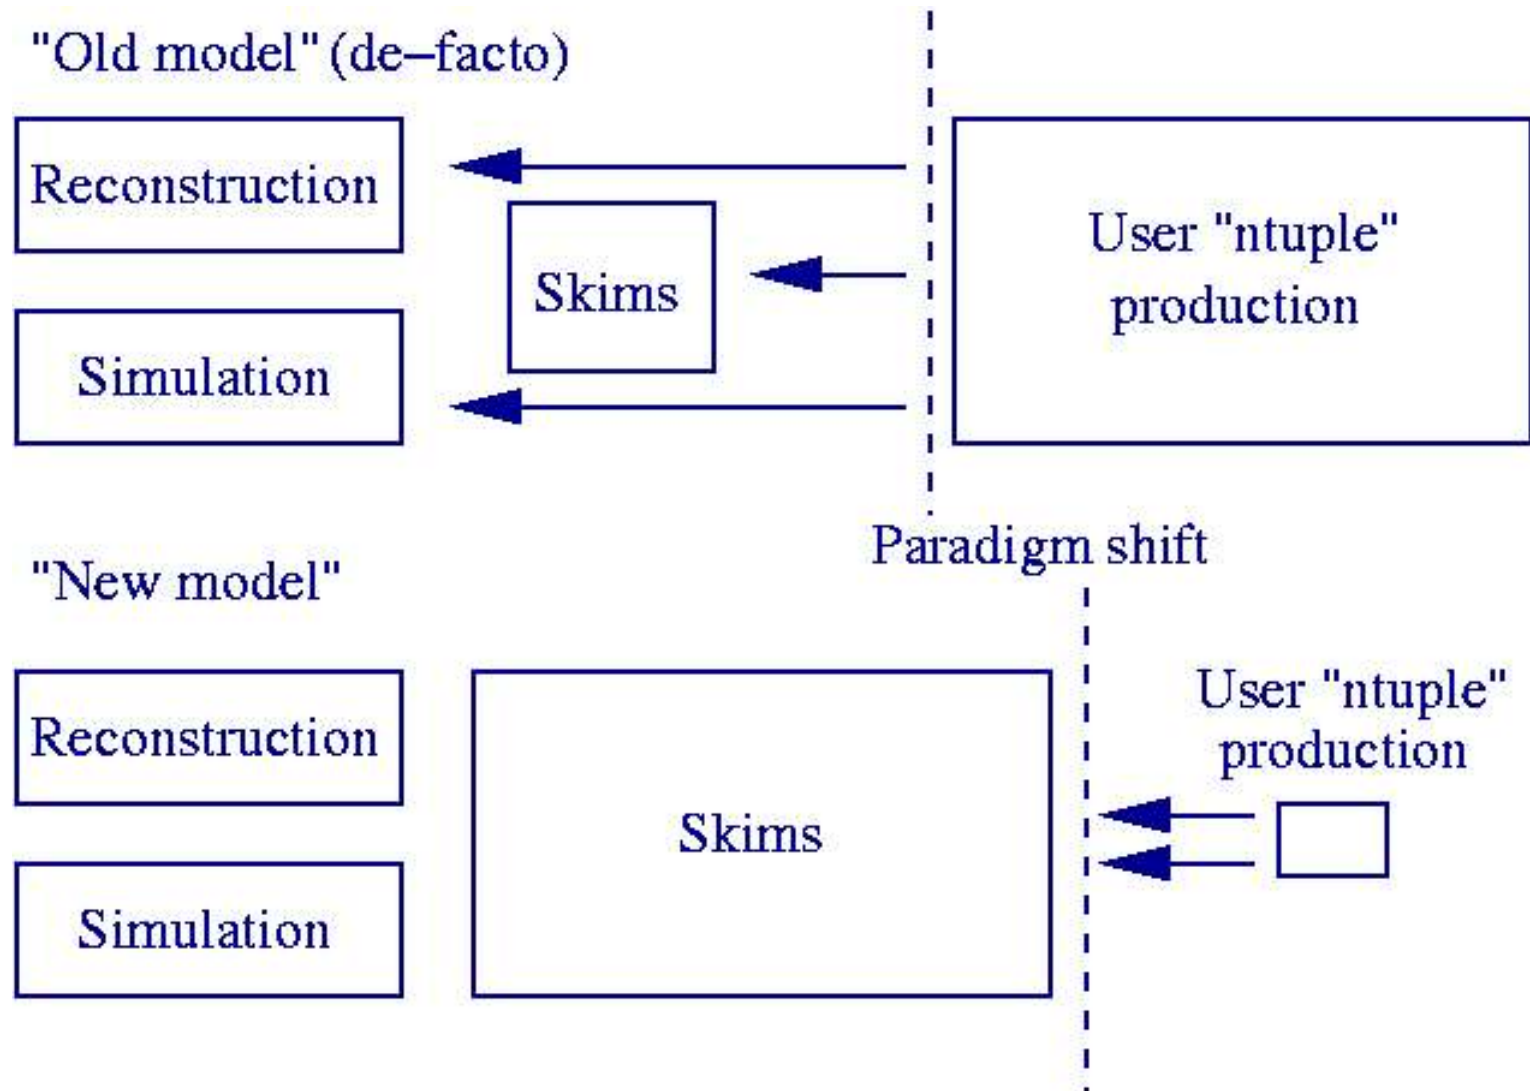 "Old model" (de−facto)
Reconstruction
Skims
Simulation
User "ntuple"
production
Paradigm shift
"New model"
Reconstruction
Simulation
Skims
User "ntuple"
production